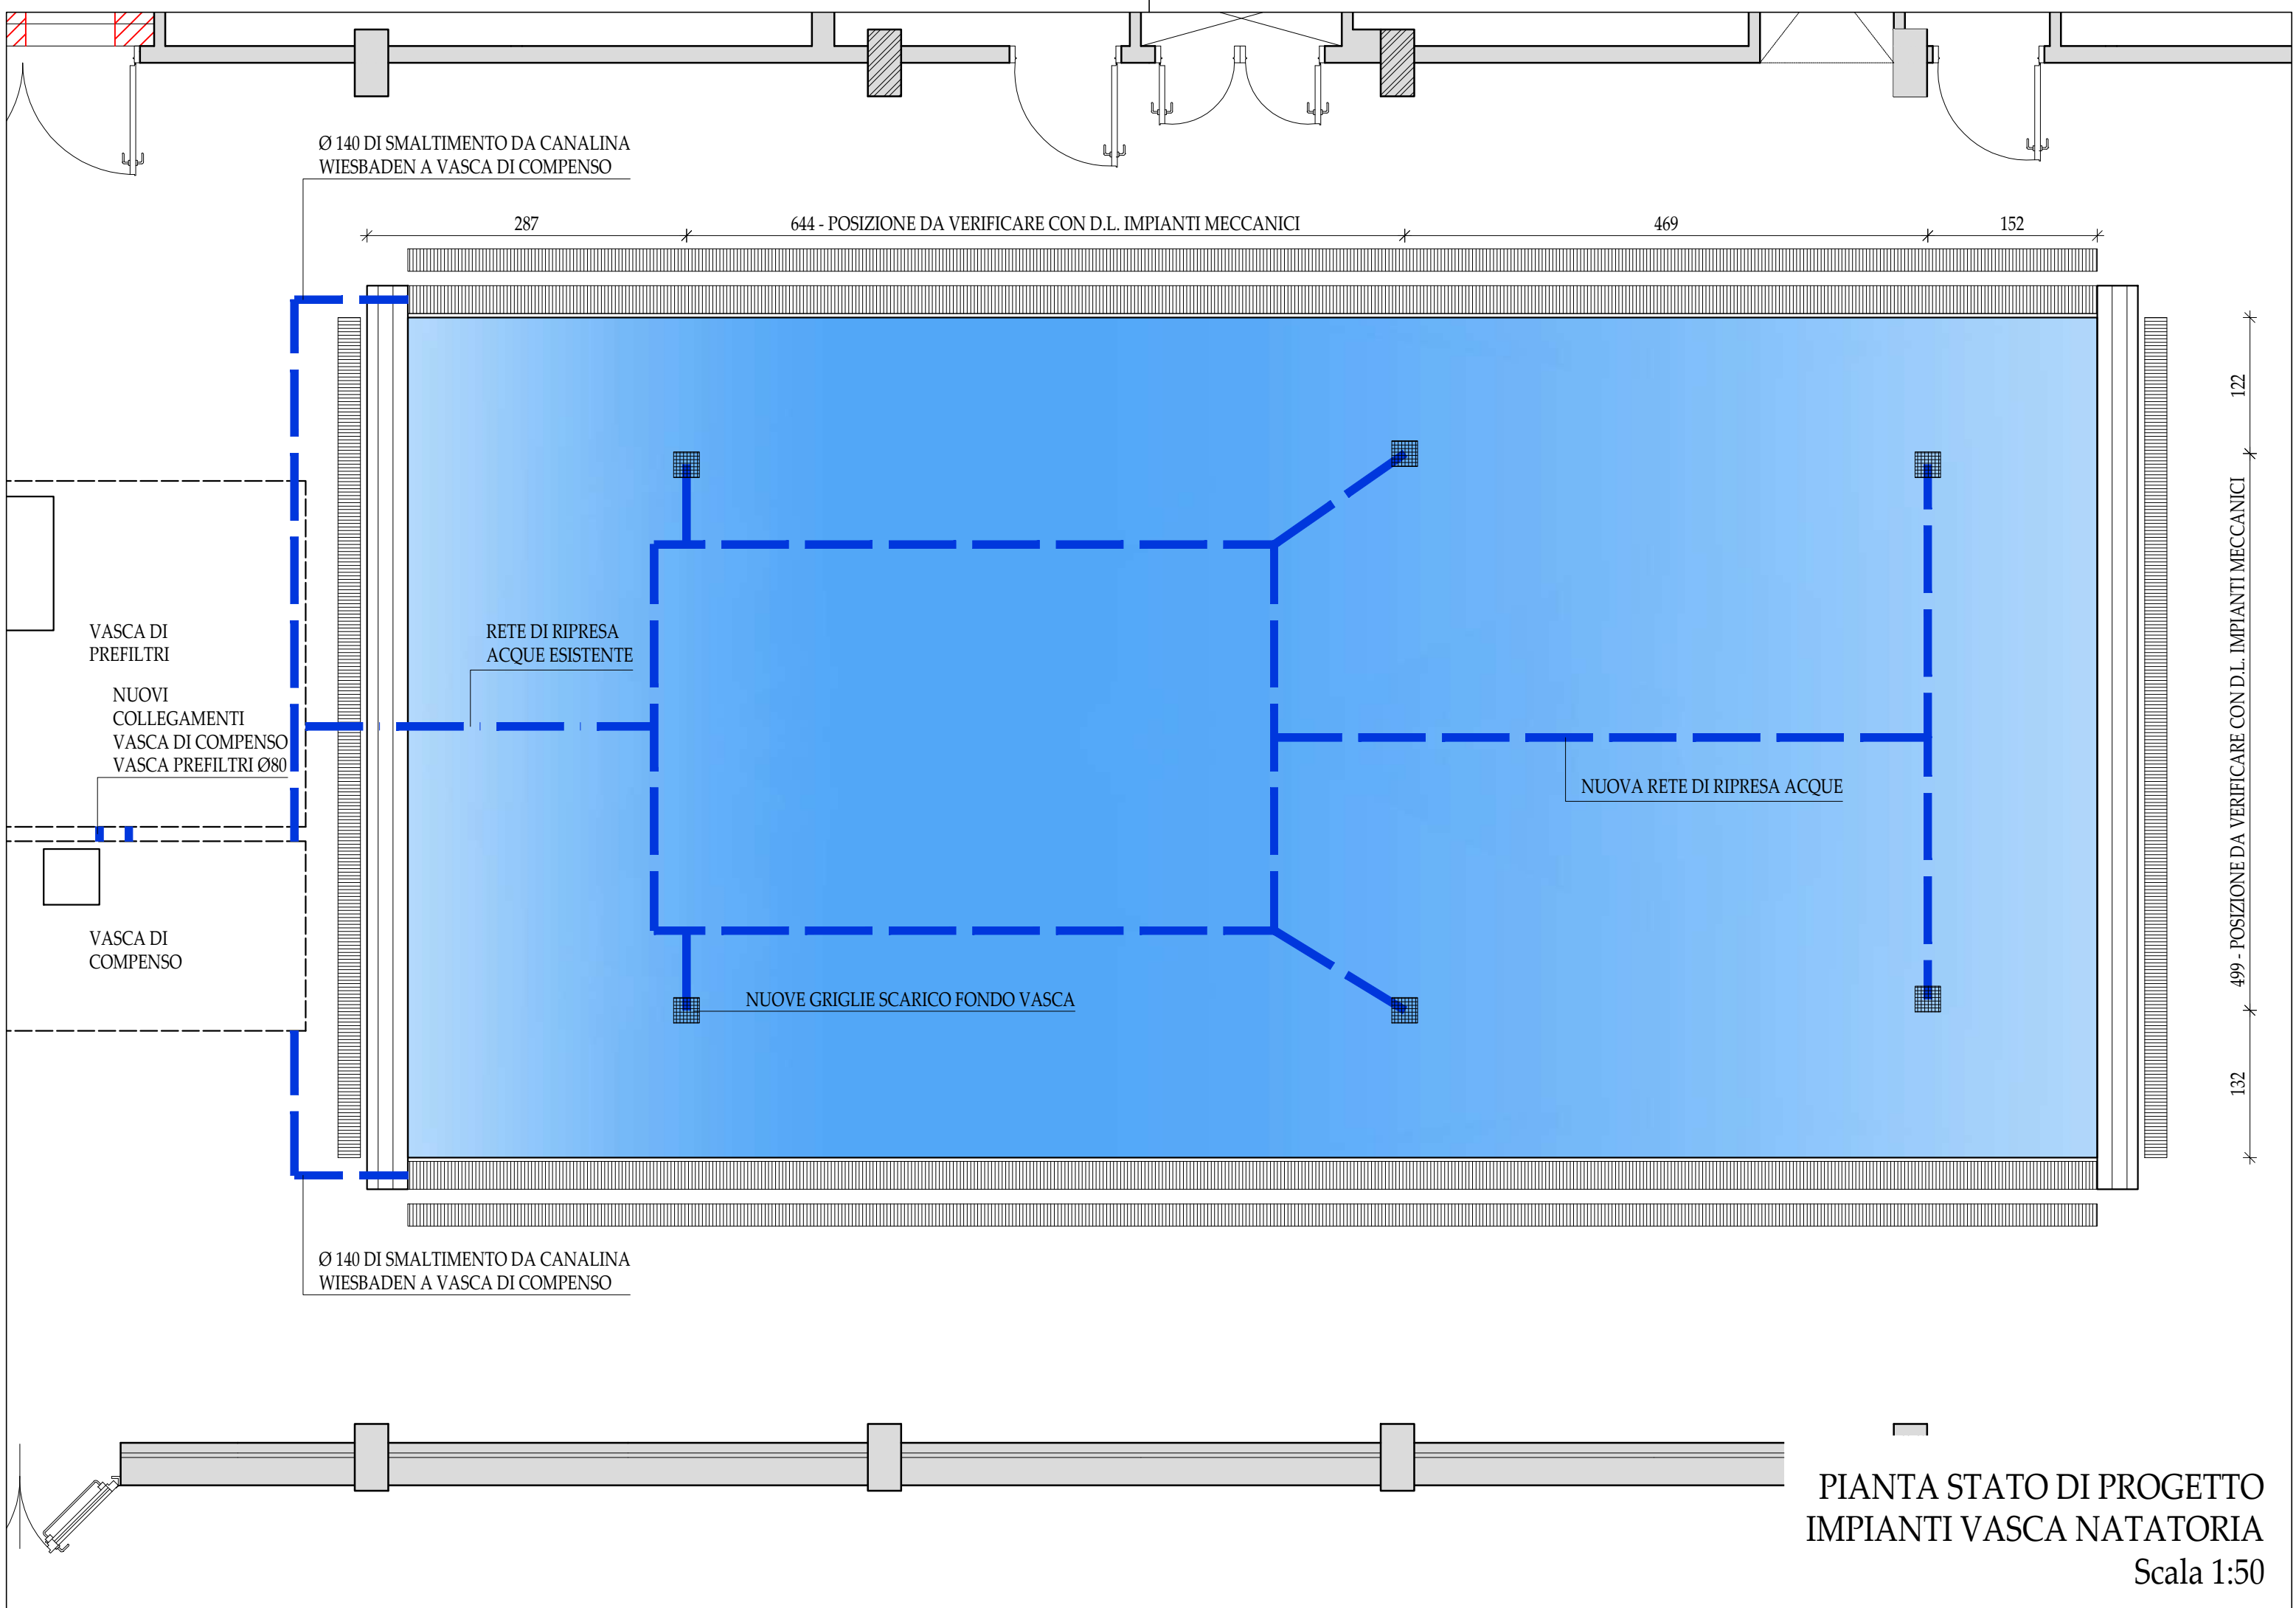 Ø 140 DI SMALTIMENTO DA CANALINA
WIESBADEN A VASCA DI COMPENSO
287
644 - POSIZIONE DA VERIFICARE CON D.L. IMPIANTI MECCANICI
469
152
122
499 - POSIZIONE DA VERIFICARE CON D.L. IMPIANTI MECCANICI
132
VASCA DI
PREFILTRI
RETE DI RIPRESA
ACQUE ESISTENTE
NUOVI
COLLEGAMENTI
VASCA DI COMPENSO
VASCA PREFILTRI Ø80
NUOVA RETE DI RIPRESA ACQUE
VASCA DI
COMPENSO
NUOVE GRIGLIE SCARICO FONDO VASCA
Ø 140 DI SMALTIMENTO DA CANALINA
WIESBADEN A VASCA DI COMPENSO
PIANTA STATO DI PROGETTO
IMPIANTI VASCA NATATORIA
Scala 1:50